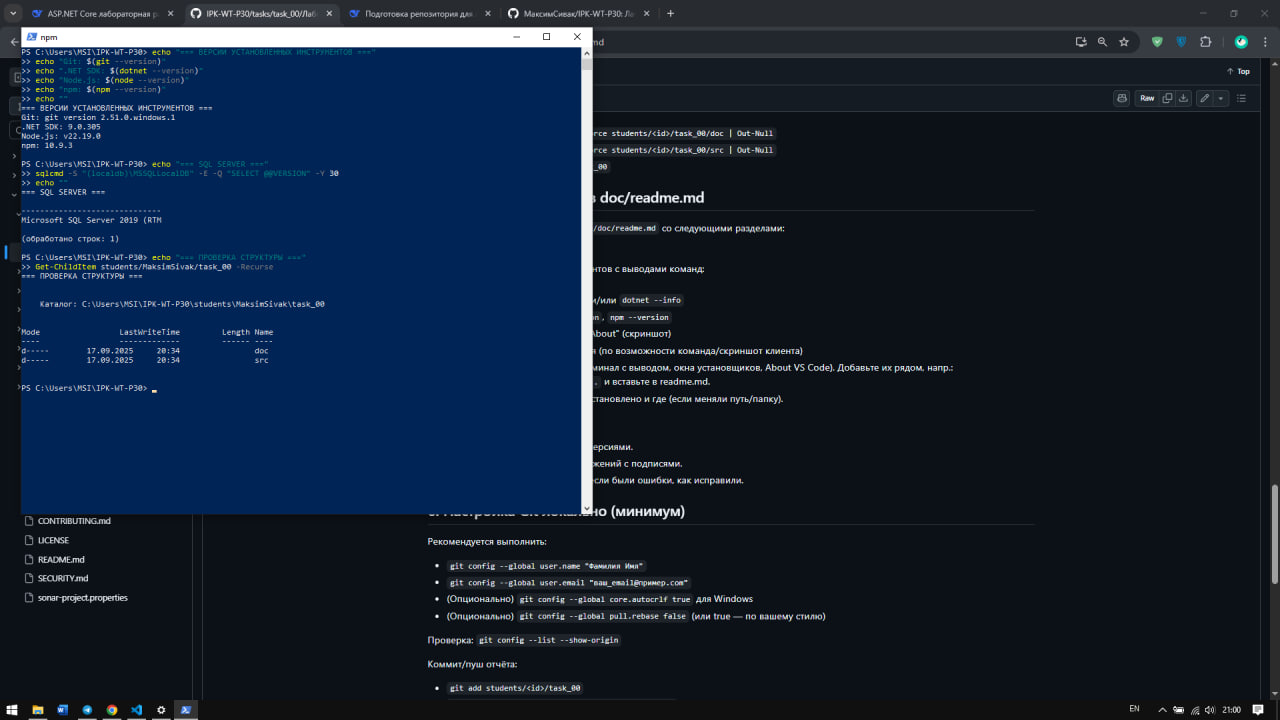 ASP.NET Core лабораторная р
IPK-WT-P30/tasks/task_00/Лаб
Подготовка репозитория для
МаксимСивак/IPK-WT-P30: Ла
md
npm
PS C:\Users\MSI\IPK-WT-P30> echo "=== ВЕРСИИ УСТАНОВЛЕННЫХ ИНСТРУМЕНТОВ ==="
>> echo "Git: $(git --version)"
>> echo ".NET SDK: $(dotnet --version)"
>> echo "Node.js: $(node --version)"
>> echo "npm: $(npm --version)"
>> echo ""
=== ВЕРСИИ УСТАНОВЛЕННЫХ ИНСТРУМЕНТОВ ===
Git: git version 2.51.0.windows.1
.NET SDK: 9.0.305
Node.js: v22.19.0
npm: 10.9.3
PS C:\Users\MSI\IPK-WT-P30> echo "=== SQL SERVER ==="
>> sqlcmd -S "(localdb)\MSSQLLocalDB" -E -Q "SELECT @@VERSION" -Y 30
>> echo ""
=== SQL SERVER ===
------------------------------
Microsoft SQL Server 2019 (RTM
(обработано строк: 1)
PS C:\Users\MSI\IPK-WT-P30> echo "=== ПРОВЕРКА СТРУКТУРЫ ==="
>> Get-ChildItem students/MaksimSivak/task_00 -Recurse
=== ПРОВЕРКА СТРУКТУРЫ ===
Каталог: C:\Users\MSI\IPK-WT-P30\students\MaksimSivak\task_00
Mode LastWriteTime Length Name
---- ------------- ------ ----
d----- 17.09.2025 20:34 doc
d----- 17.09.2025 20:34 src
PS C:\Users\MSI\IPK-WT-P30>
Top
Raw
rce students/<id>/task_00/doc | Out-Null
rce students/<id>/task_00/src | Out-Null
_00
в doc/readme.md
/doc/readme.md со следующими разделами:
нтов с выводами команд:
и/или dotnet --info
on, npm --version
About" (скриншот)
я (по возможности команда/скриншот клиента)
минал с выводом, окна установщиков, About VS Code). Добавьте их рядом, напр.:
. и вставьте в readme.md.
становлено и где (если меняли путь/папку).
ерсиями.
жений с подписями.
сли были ошибки, как исправили.
Настройка Git локально (минимум)
Рекомендуется выполнить:
git config --global user.name "Фамилия Имя"
git config --global user.email "ваш_email@пример.com"
(Опционально) git config --global core.autocrlf true для Windows
(Опционально) git config --global pull.rebase false (или true — по вашему стилю)
Проверка: git config --list --show-origin
Коммит/пуш отчёта:
git add students/<id>/task_00
CONTRIBUTING.md
LICENSE
README.md
SECURITY.md
sonar-project.properties
EN
21:00